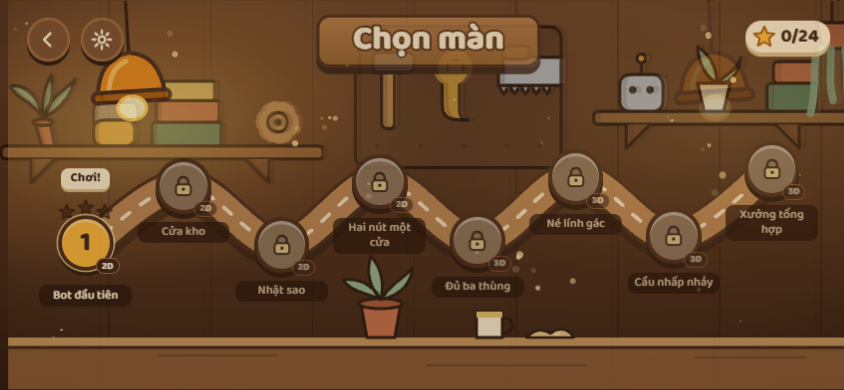 Chọn màn
0/24
Chơi!
1
2D
Bot đầu tiên
2D
Cửa kho
2D
Nhặt sao
2D
Hai nút một
cửa
3D
Đủ ba thùng
3D
Né lính gác
3D
Cầu nhấp nháy
3D
Xưởng tổng
hợp